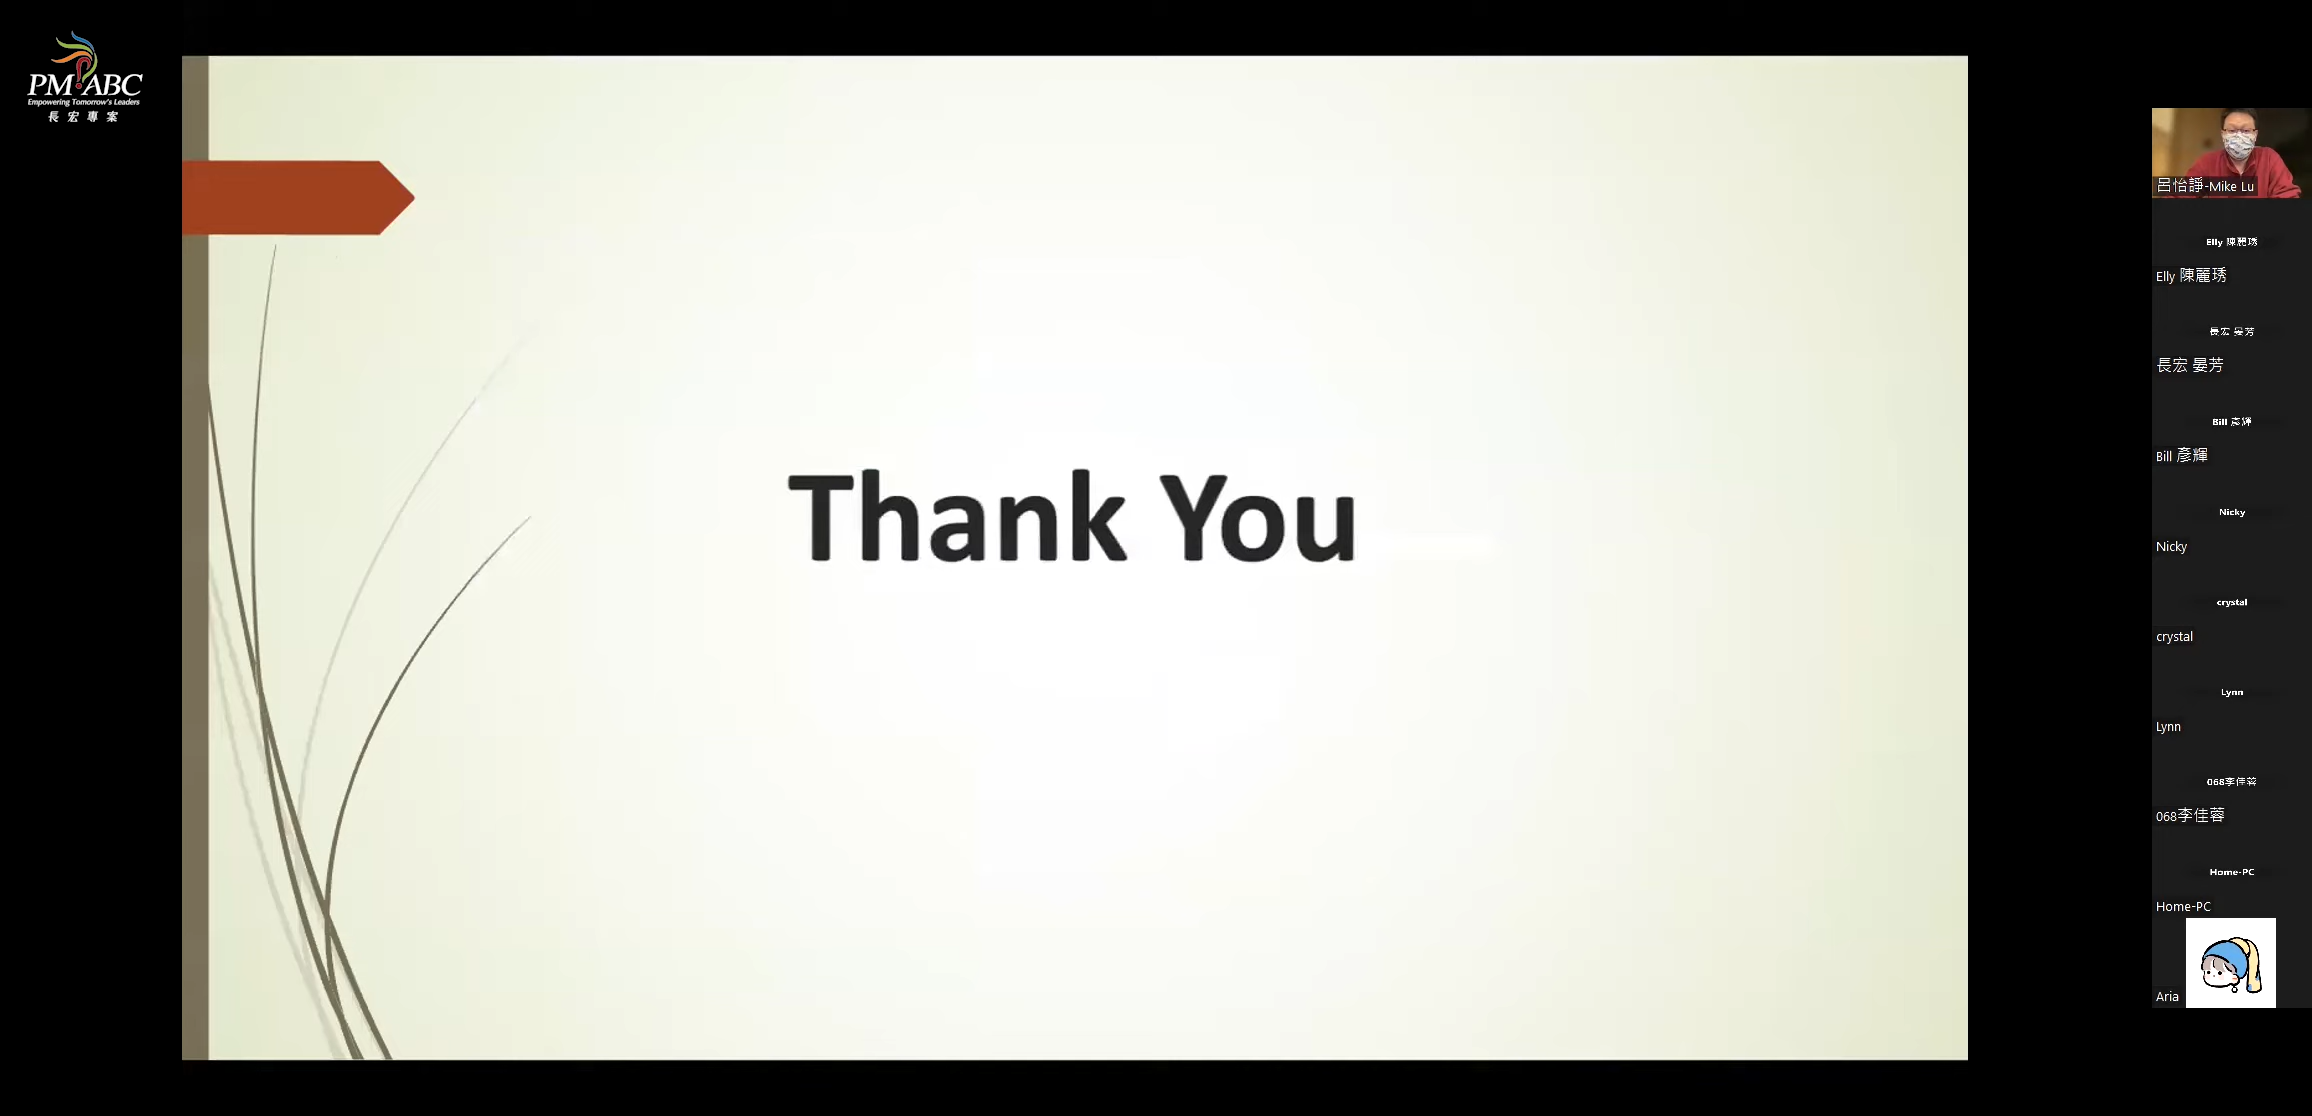 PM ABC
Empowering Tomorrow's Leaders
長宏專案
Thank You
呂怡諍-Mike Lu
Elly 陳麗琇
Elly 陳麗琇
長宏 晏芳
長宏 晏芳
Bill 彥輝
Bill 彥輝
Nicky
Nicky
crystal
crystal
Lynn
Lynn
068李佳蓉
068李佳蓉
Home-PC
Home-PC
Aria